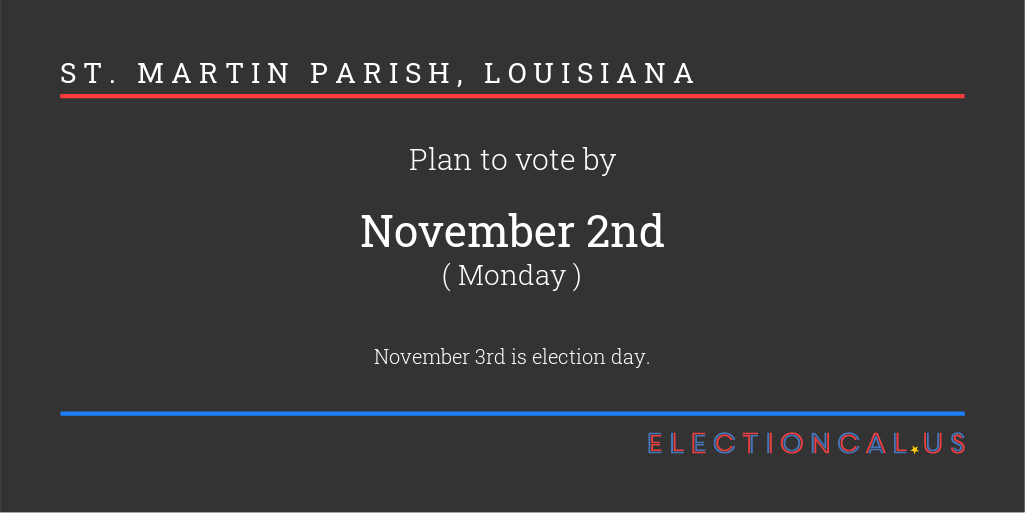 ST. MARTIN PARISH, LOUISIANA
Plan to vote by
November 2nd
( Monday )
November 3rd is election day.
ELECTIONCAL.US